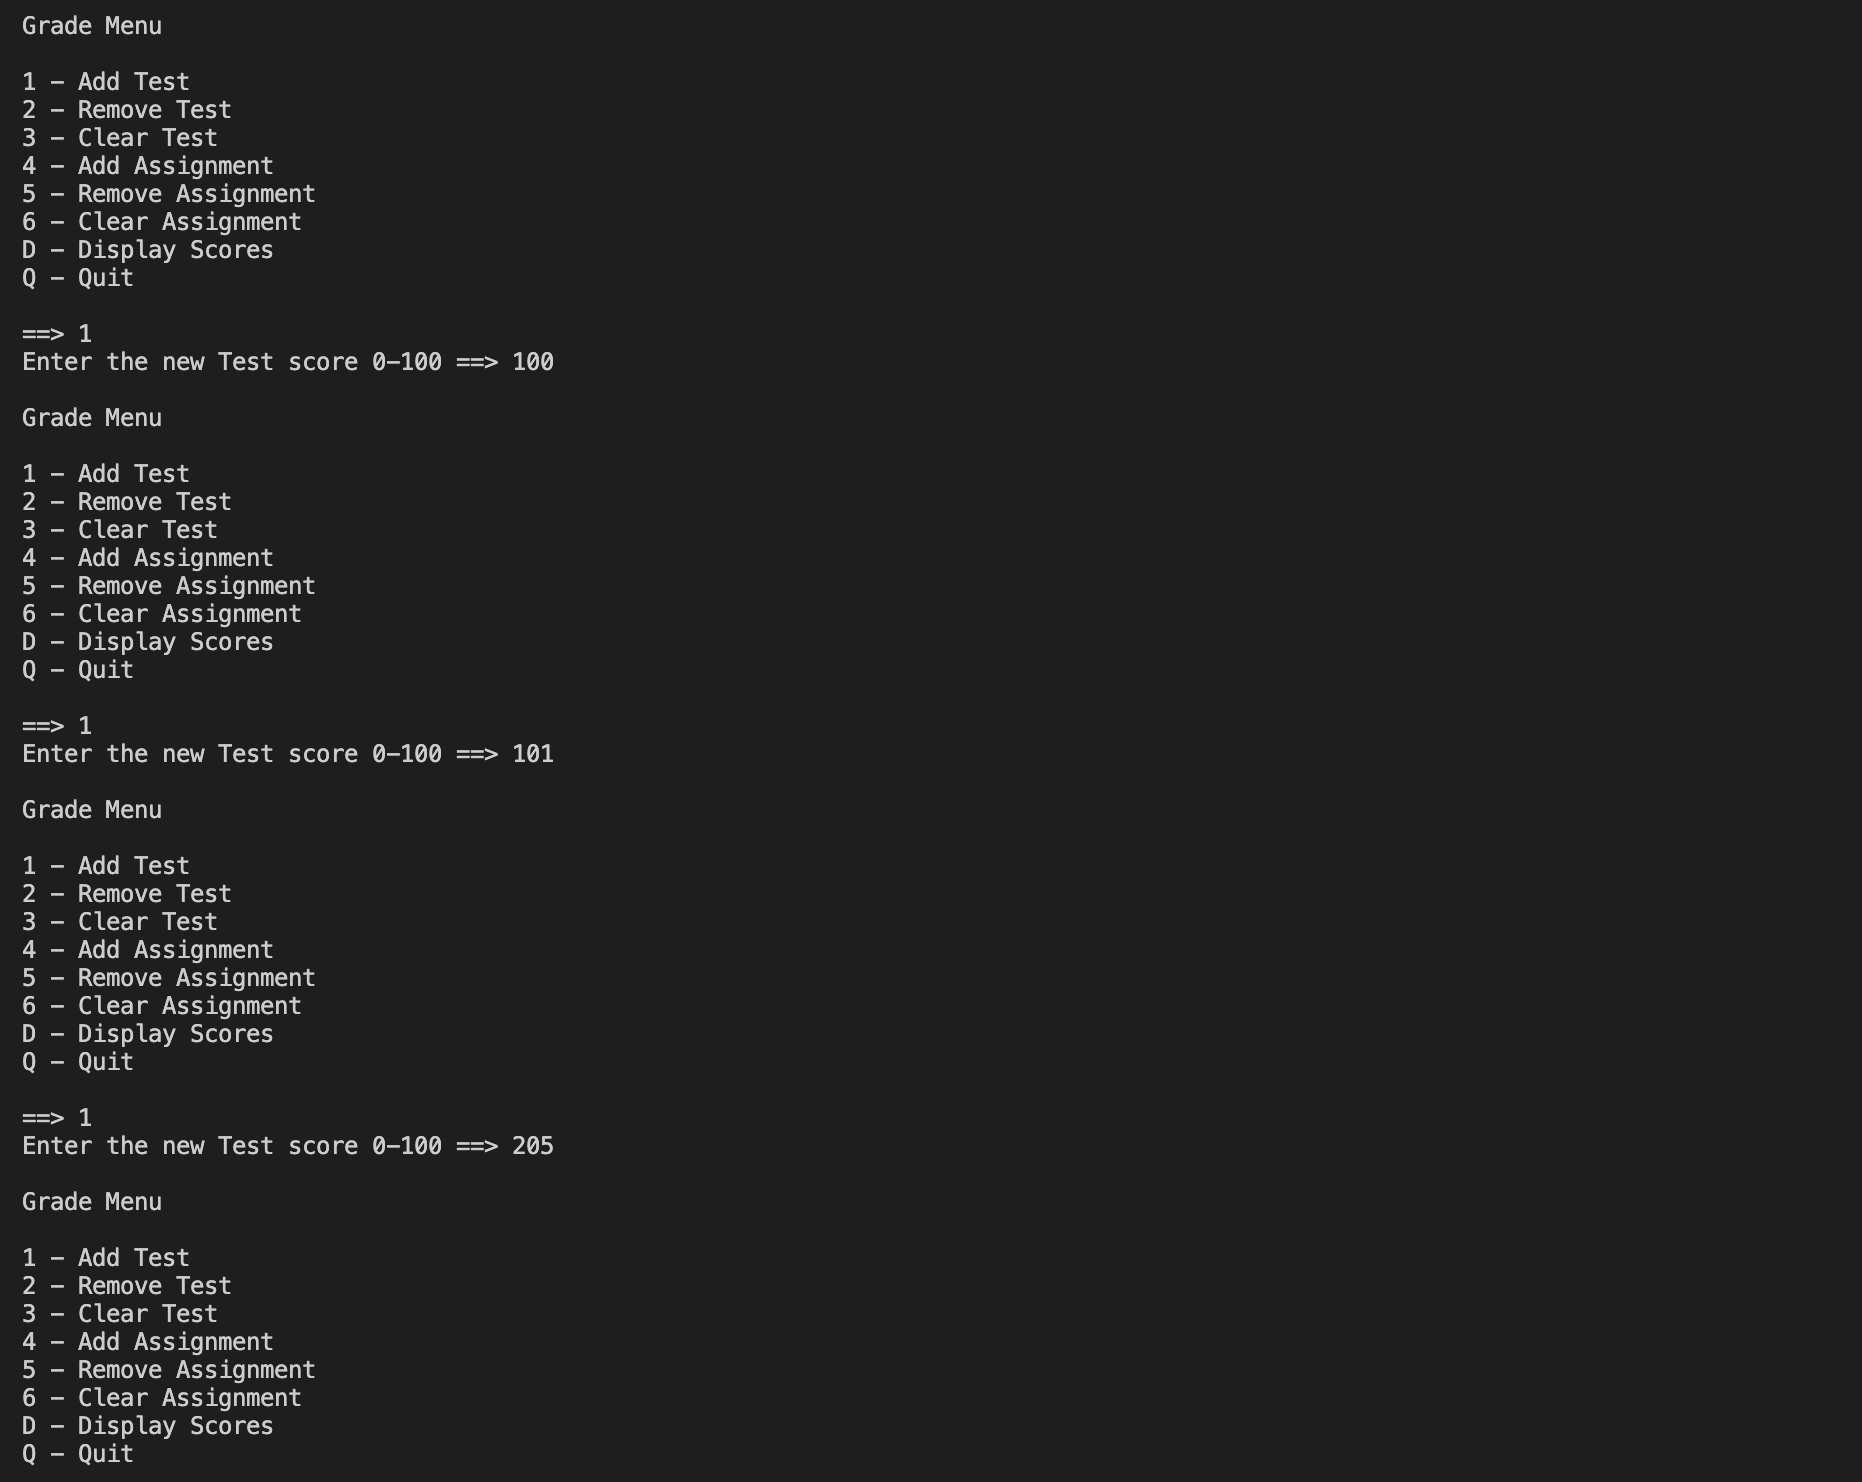 Grade Menu
1 – Add Test
2 – Remove Test
3 – Clear Test
4 – Add Assignment
5 – Remove Assignment
6 – Clear Assignment
D – Display Scores
Q – Quit
==> 1
Enter the new Test score 0–100 ==> 100
Grade Menu
1 – Add Test
2 – Remove Test
3 – Clear Test
4 – Add Assignment
5 – Remove Assignment
6 – Clear Assignment
D – Display Scores
Q – Quit
==> 1
Enter the new Test score 0–100 ==> 101
Grade Menu
1 – Add Test
2 – Remove Test
3 – Clear Test
4 – Add Assignment
5 – Remove Assignment
6 – Clear Assignment
D – Display Scores
Q – Quit
==> 1
Enter the new Test score 0–100 ==> 205
Grade Menu
1 – Add Test
2 – Remove Test
3 – Clear Test
4 – Add Assignment
5 – Remove Assignment
6 – Clear Assignment
D – Display Scores
Q – Quit